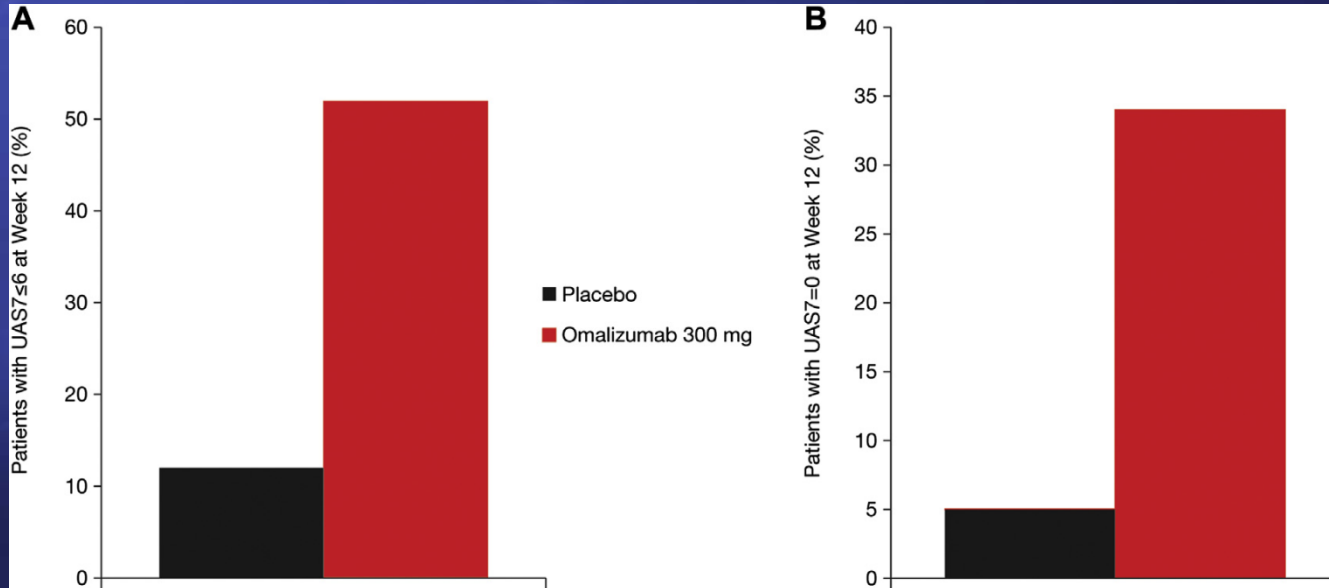 A
60
50
40
30
20
10
0
Patients with UAS7≤6 at Week 12 (%)
Placebo
Omalizumab 300 mg
B
40
35
30
25
20
15
10
5
0
Patients with UAS7=0 at Week 12 (%)